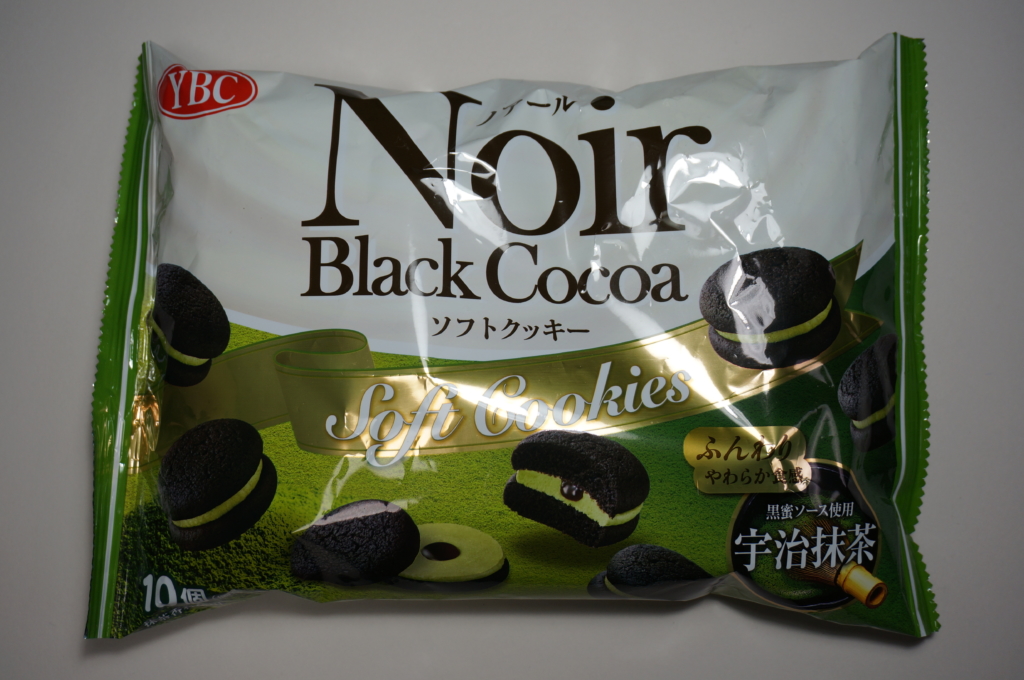 YBC
ノアール
Noir
Black Cocoa
ソフトクッキー
Soft Cookies
ふんわり
やわらか食感
黒蜜ソース使用
宇治抹茶
10個